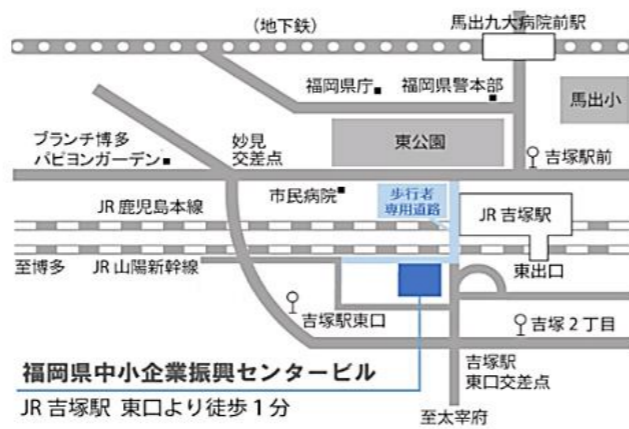 (地下鉄)
馬出九大病院前駅
福岡県庁
福岡県警本部
馬出小
ブランチ博多
パピヨンガーデン
妙見
交差点
東公園
吉塚駅前
市民病院
歩行者
専用道路
JR 鹿児島本線
JR 吉塚駅
至博多
JR 山陽新幹線
東出口
吉塚駅東口
吉塚 2 丁目
福岡県中小企業振興センタービル
吉塚駅
東口交差点
JR 吉塚駅 東口より徒歩 1 分
至太宰府